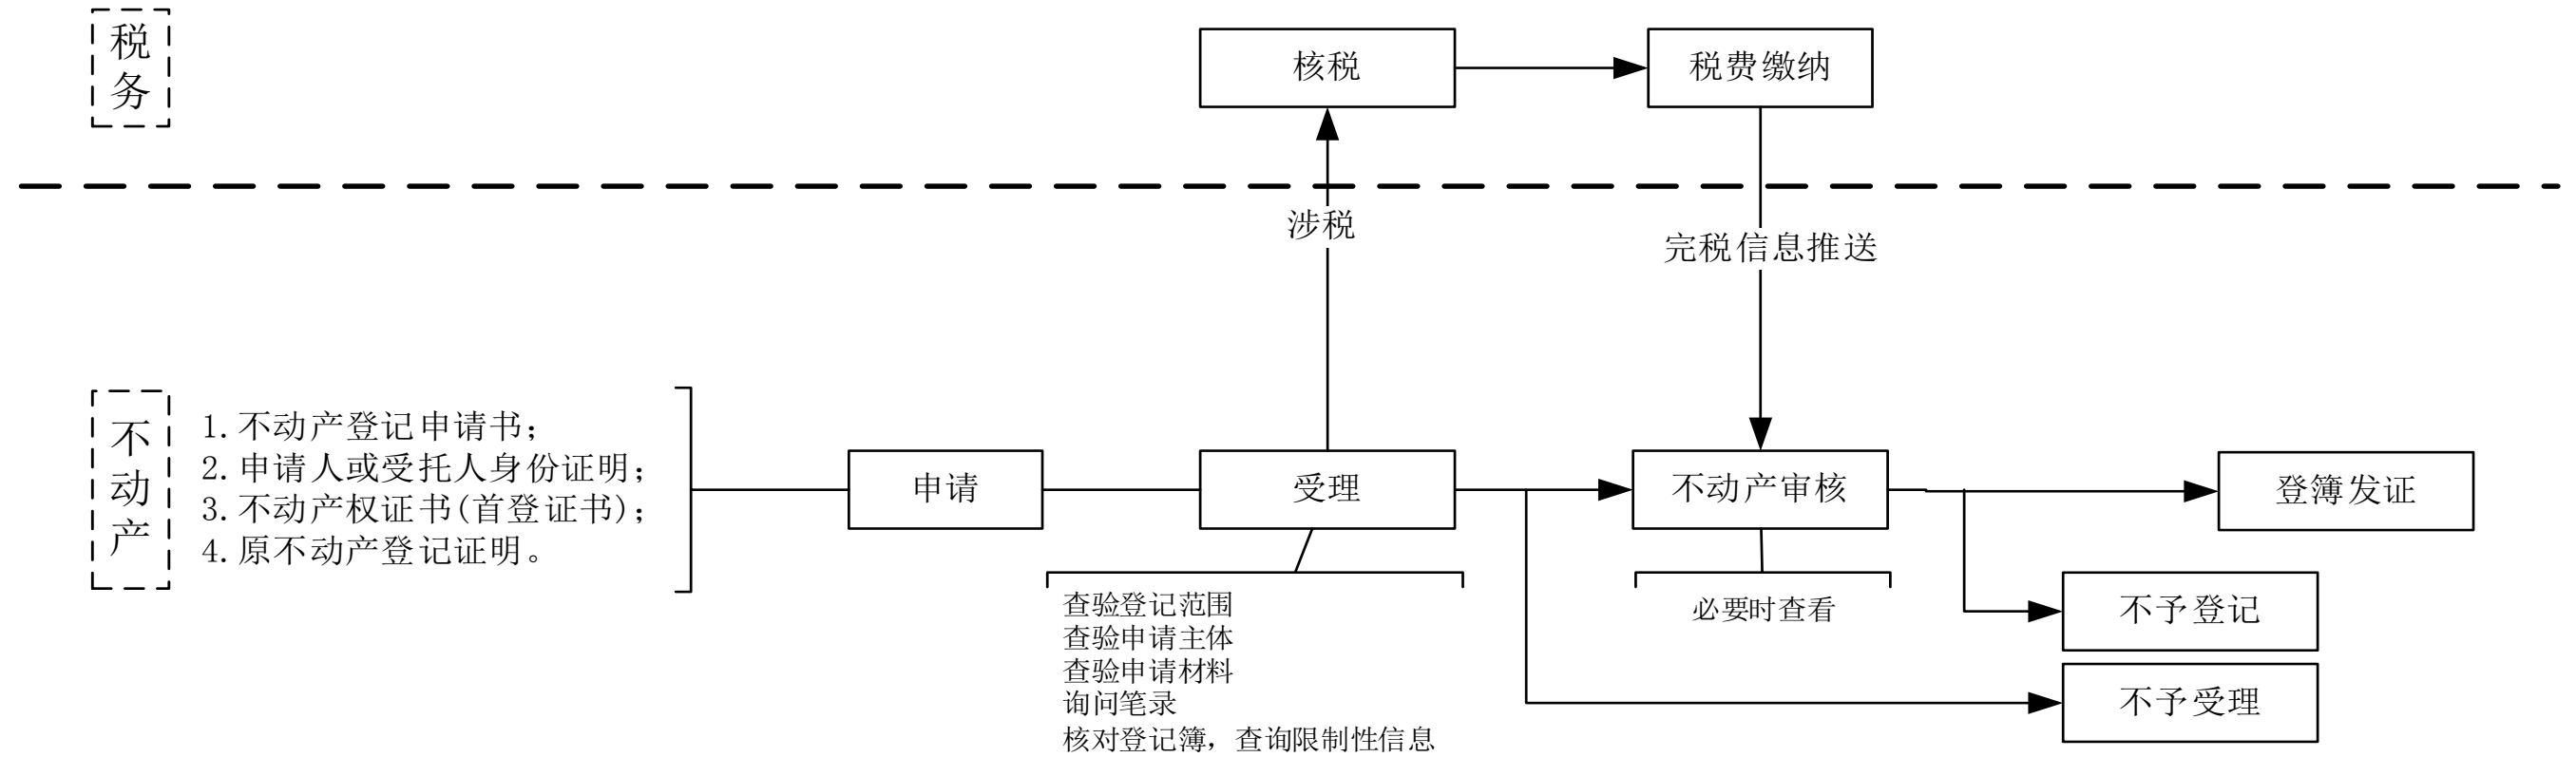 税务
核税
税费缴纳
涉税
完税信息推送
不动产
1.不动产登记申请书；
2.申请人或受托人身份证明；
3.不动产权证书(首登证书)；
4.原不动产登记证明。
申请
受理
不动产审核
登簿发证
查验登记范围
查验申请主体
查验申请材料
询问笔录
核对登记簿，查询限制性信息
必要时查看
不予登记
不予受理